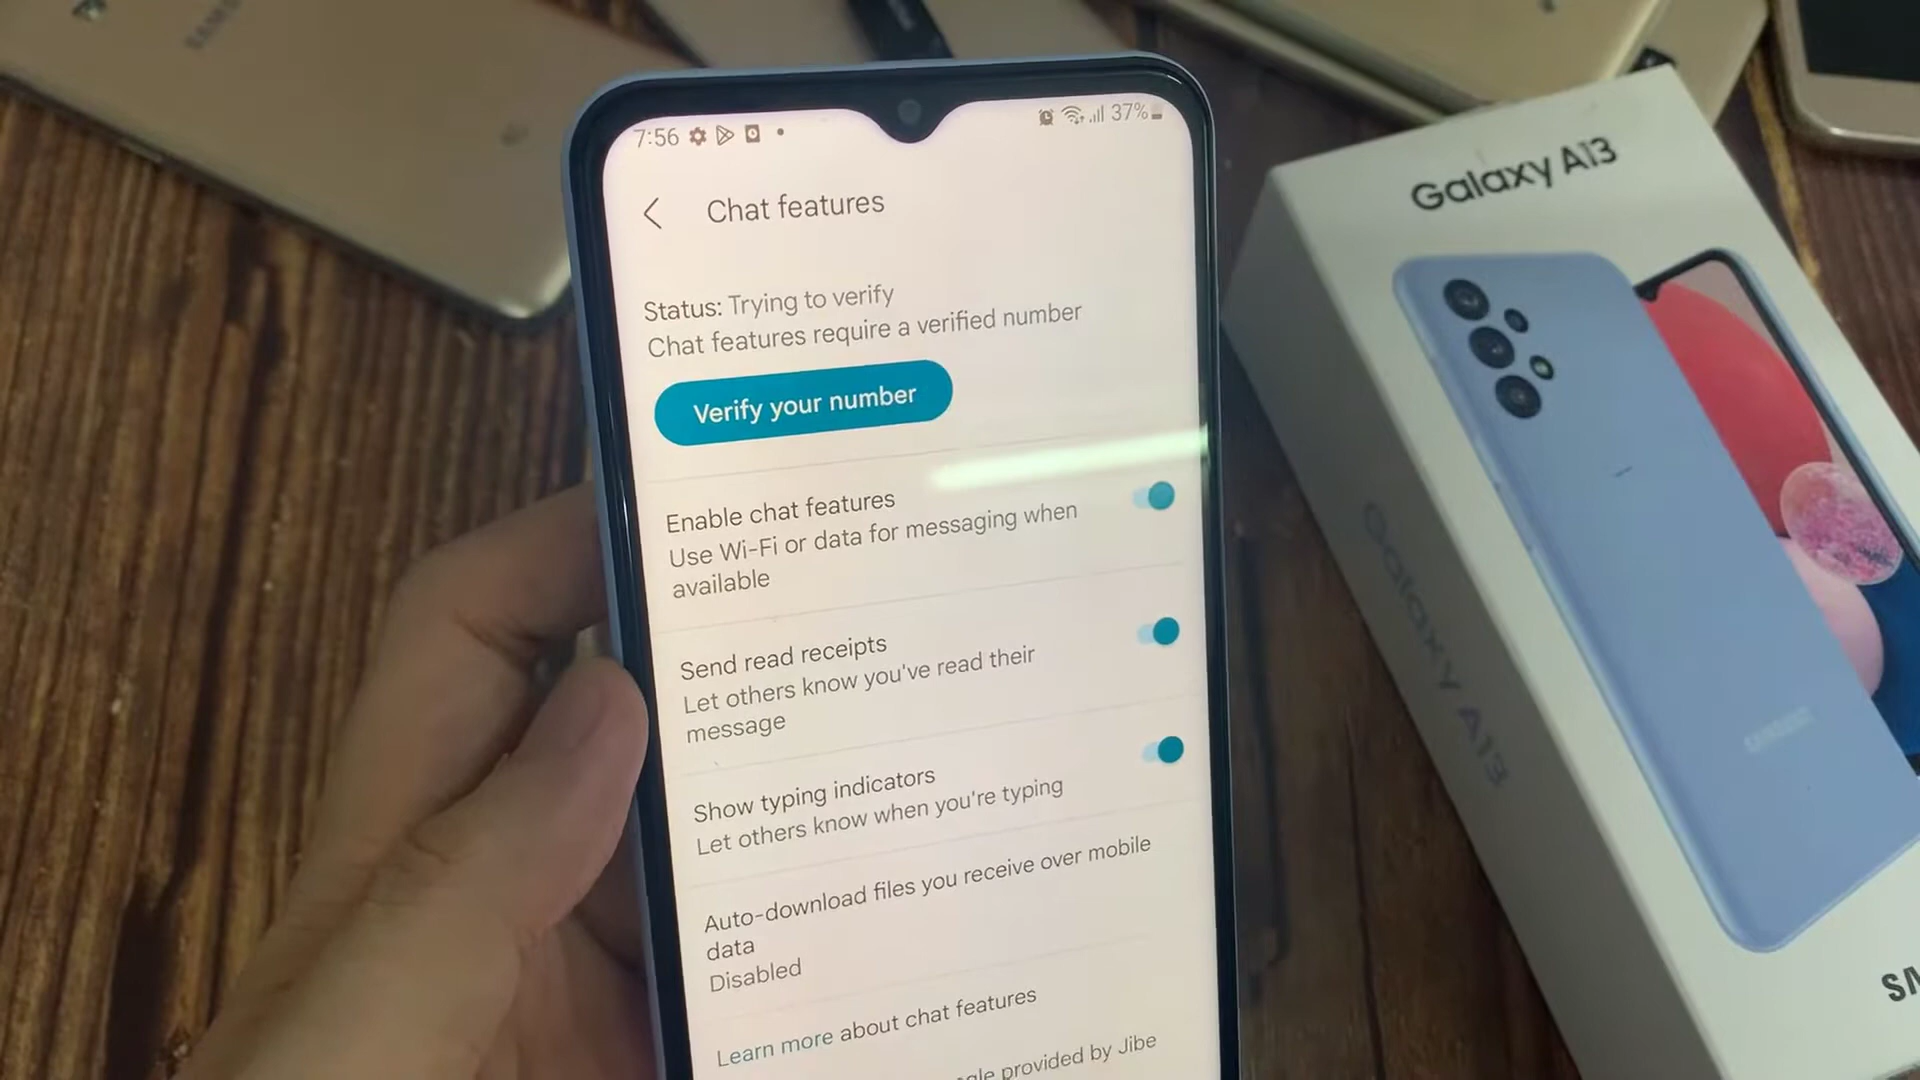 7:56
37%
Chat features
Status: Trying to verify
Chat features require a verified number
Verify your number
Enable chat features
Use Wi-Fi or data for messaging when
available
Send read receipts
Let others know you've read their
message
Show typing indicators
Let others know when you're typing
Auto-download files you receive over mobile
data
Disabled
Learn more about chat features
provided by Jibe
Galaxy A13
Galaxy A13
SAMSUNG